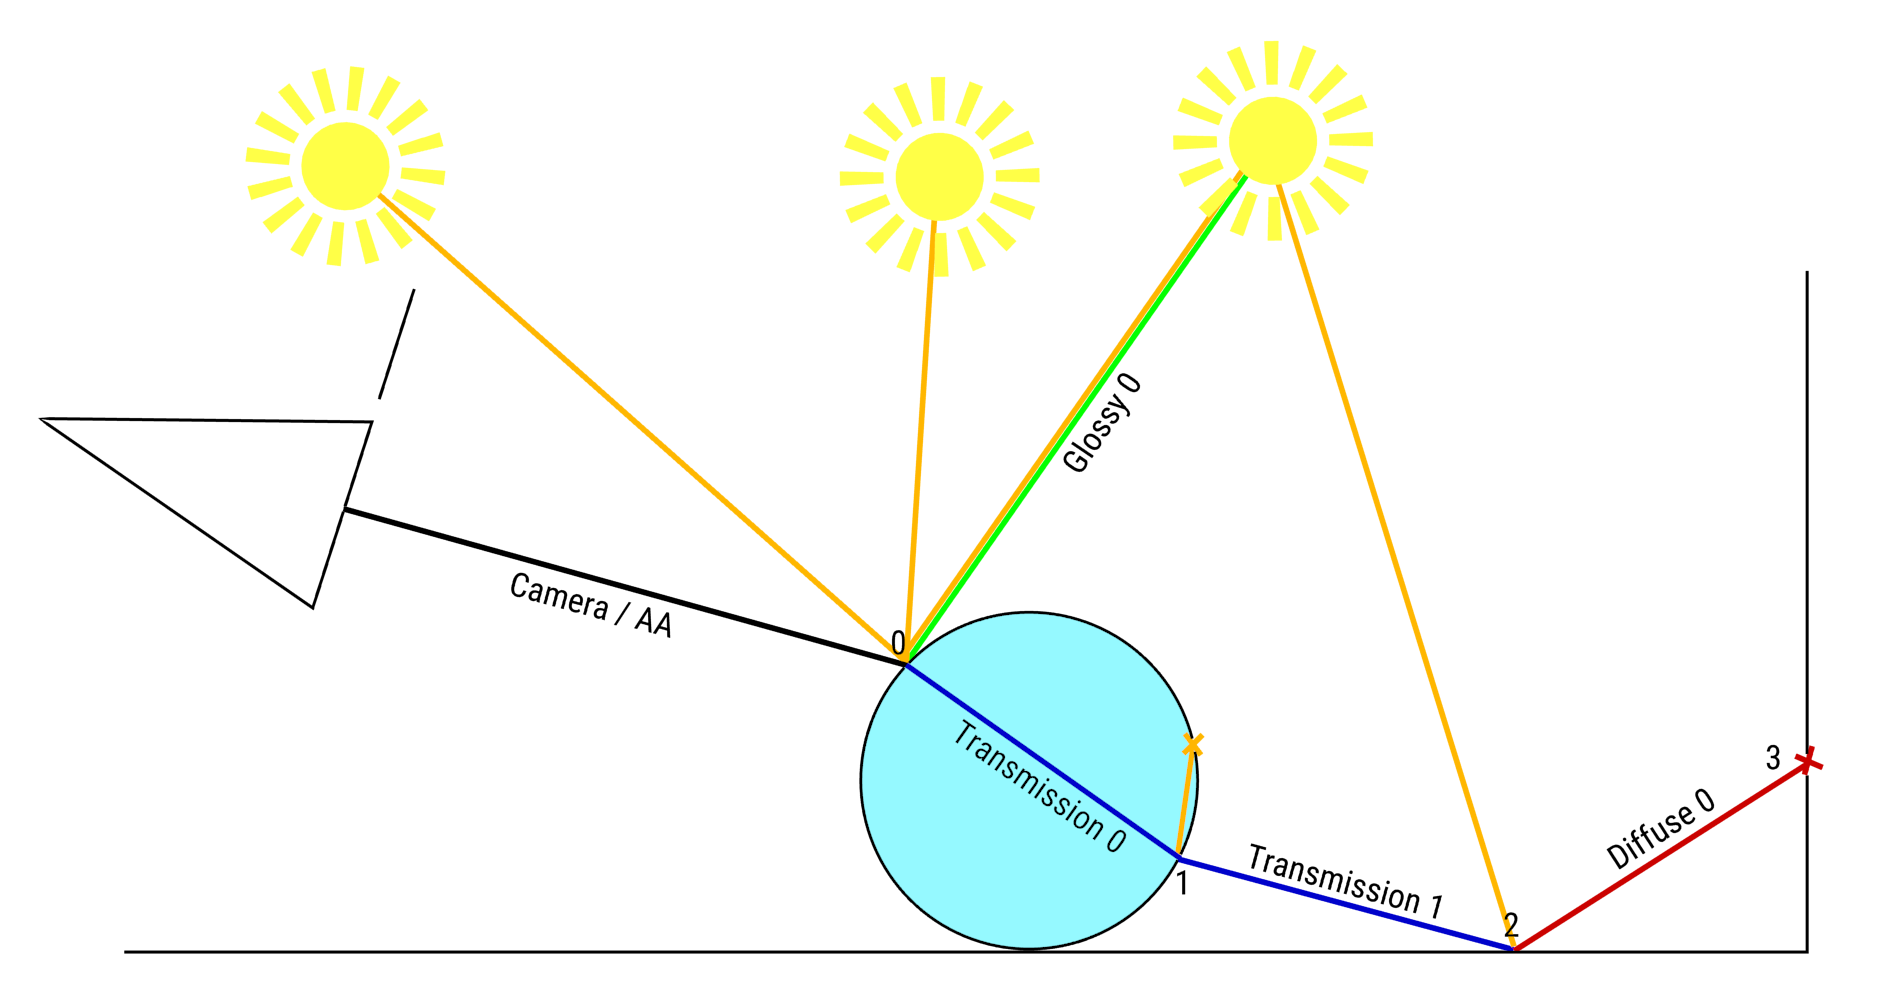 Glossy 0
Camera / AA
0
Transmission 0
1
Transmission 1
2
Diffuse 0
3